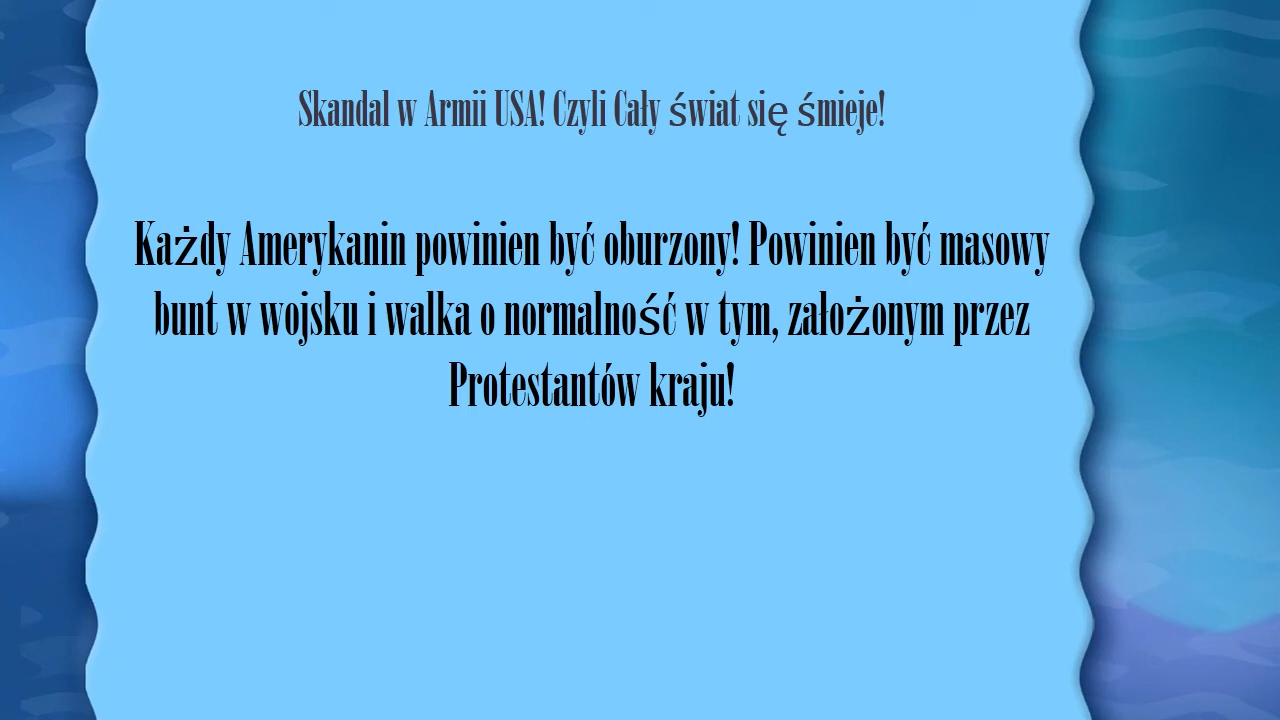 Skandal w Armii USA! Czyli Cały świat się śmieje!
Każdy Amerykanin powinien być oburzony! Powinien być masowy
bunt w wojsku i walka o normalność w tym, założonym przez
Protestantów kraju!